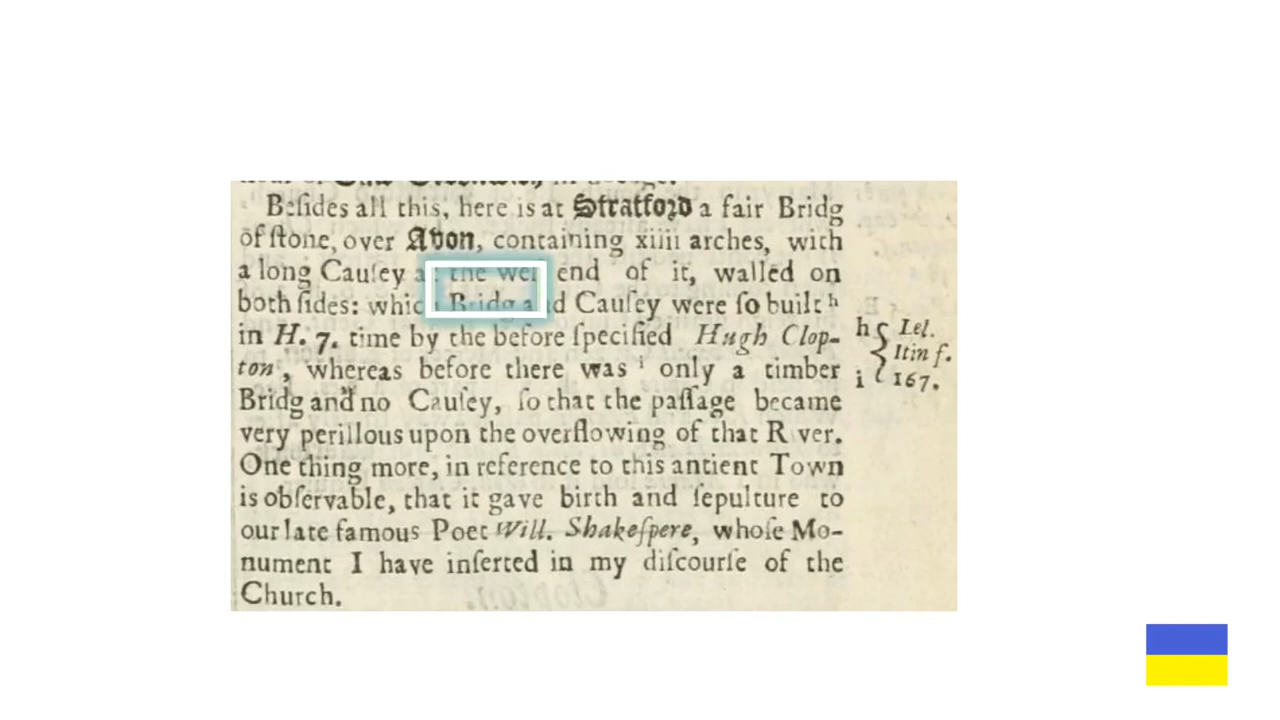 Beſides all this, here is at Stratford a fair Bridg
of ſtone, over Avon, containing xiiii arches, with
a long Cauſey the end of it, walled on
both ſides: Bridg Cauſey were ſo built h
in H. 7. time by the before ſpecified Hugh Clop-
ton, whereas before there was i only a timber
Bridg and no Cauſey, ſo that the paſſage became
very perillous upon the overflowing of that R ver.
One thing more, in reference to this antient Town
is obſervable, that it gave birth and ſepulture to
our late famous Poet Will. Shakeſpere, whoſe Mo-
nument I have inſerted in my diſcourſe of the
Church.
h Lel.
Itin f.
i 167.